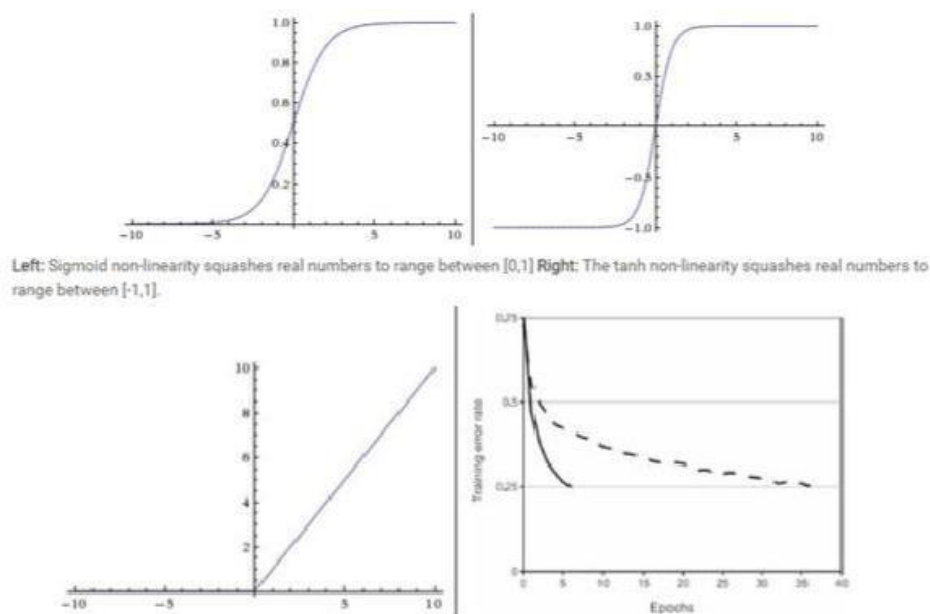 1.0
0.8
0.6
0.4
0.2
−10 −5 5 10
1.0
0.5
−10 −5 5 10
−0.5
−1.0
Left: Sigmoid non-linearity squashes real numbers to range between [0,1] Right: The tanh non-linearity squashes real numbers to
range between [-1,1].
10
8
6
4
2
−10 −5 5 10
0.75
0.5
0.25
0
Training error rate
0 5 10 15 20 25 30 35 40
Epochs